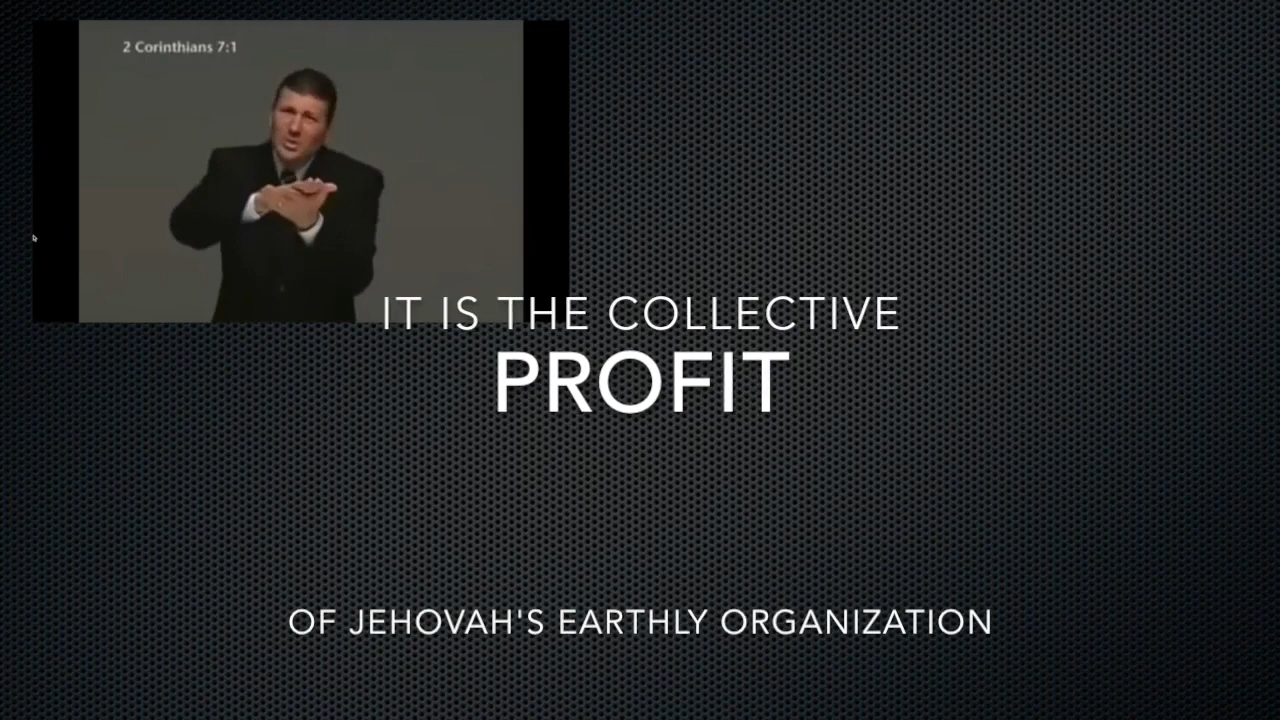 2 Corinthians 7:1
IT IS THE COLLECTIVE
PROFIT
OF JEHOVAH'S EARTHLY ORGANIZATION